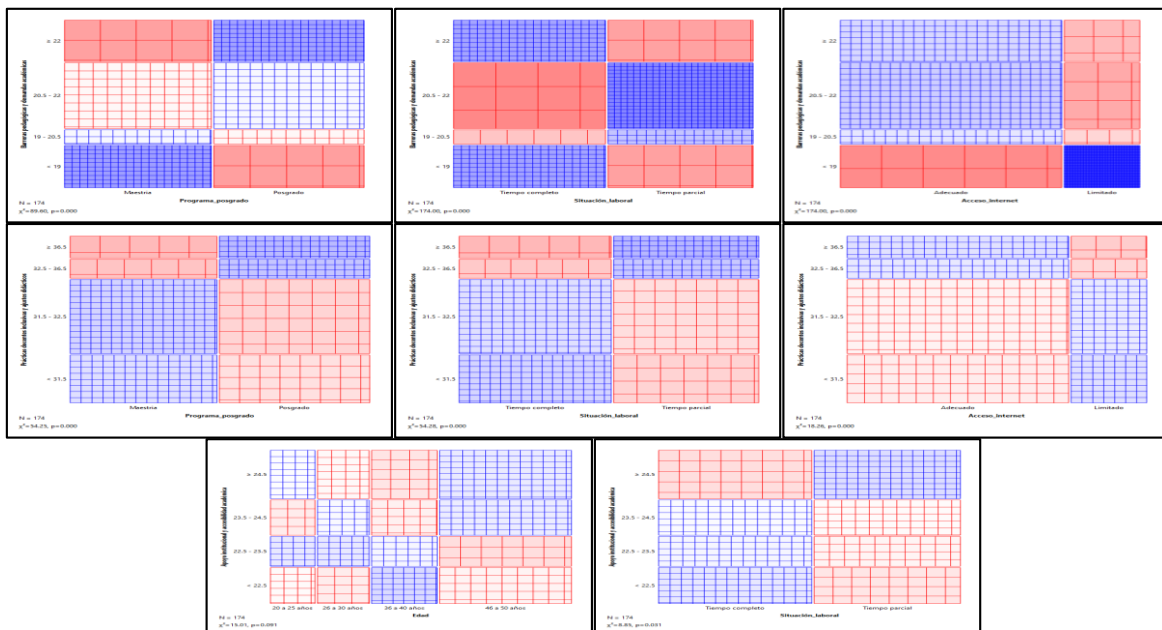 Barreras pedagógicas y demandas académicas
≥ 22
20.5 – 22
19 – 20.5
< 19
Maestria
Posgrado
Programa_posgrado
N = 174
χ²=89.60, p=0.000
Barreras pedagógicas y demandas académicas
≥ 22
20.5 – 22
19 – 20.5
< 19
Tiempo completo
Tiempo parcial
Situación_laboral
N = 174
χ²=174.00, p=0.000
Barreras pedagógicas y demandas académicas
≥ 22
20.5 – 22
19 – 20.5
< 19
Adecuado
Limitado
Acceso_internet
N = 174
χ²=174.00, p=0.000
Prácticas docentes inclusivas y ajustes didácticos
≥ 36.5
32.5 – 36.5
31.5 – 32.5
< 31.5
Maestria
Posgrado
Programa_posgrado
N = 174
χ²=54.23, p=0.000
Prácticas docentes inclusivas y ajustes didácticos
≥ 36.5
32.5 – 36.5
31.5 – 32.5
< 31.5
Tiempo completo
Tiempo parcial
Situación_laboral
N = 174
χ²=54.28, p=0.000
Prácticas docentes inclusivas y ajustes didácticos
≥ 36.5
32.5 – 36.5
31.5 – 32.5
< 31.5
Adecuado
Limitado
Acceso_internet
N = 174
χ²=18.26, p=0.000
Apoyo institucional y accesibilidad académica
≥ 24.5
23.5 – 24.5
22.5 – 23.5
< 22.5
20 a 25 años
26 a 30 años
36 a 40 años
46 a 50 años
Edad
N = 174
χ²=15.01, p=0.091
Apoyo institucional y accesibilidad académica
≥ 24.5
23.5 – 24.5
22.5 – 23.5
< 22.5
Tiempo completo
Tiempo parcial
Situación_laboral
N = 174
χ²=8.85, p=0.031